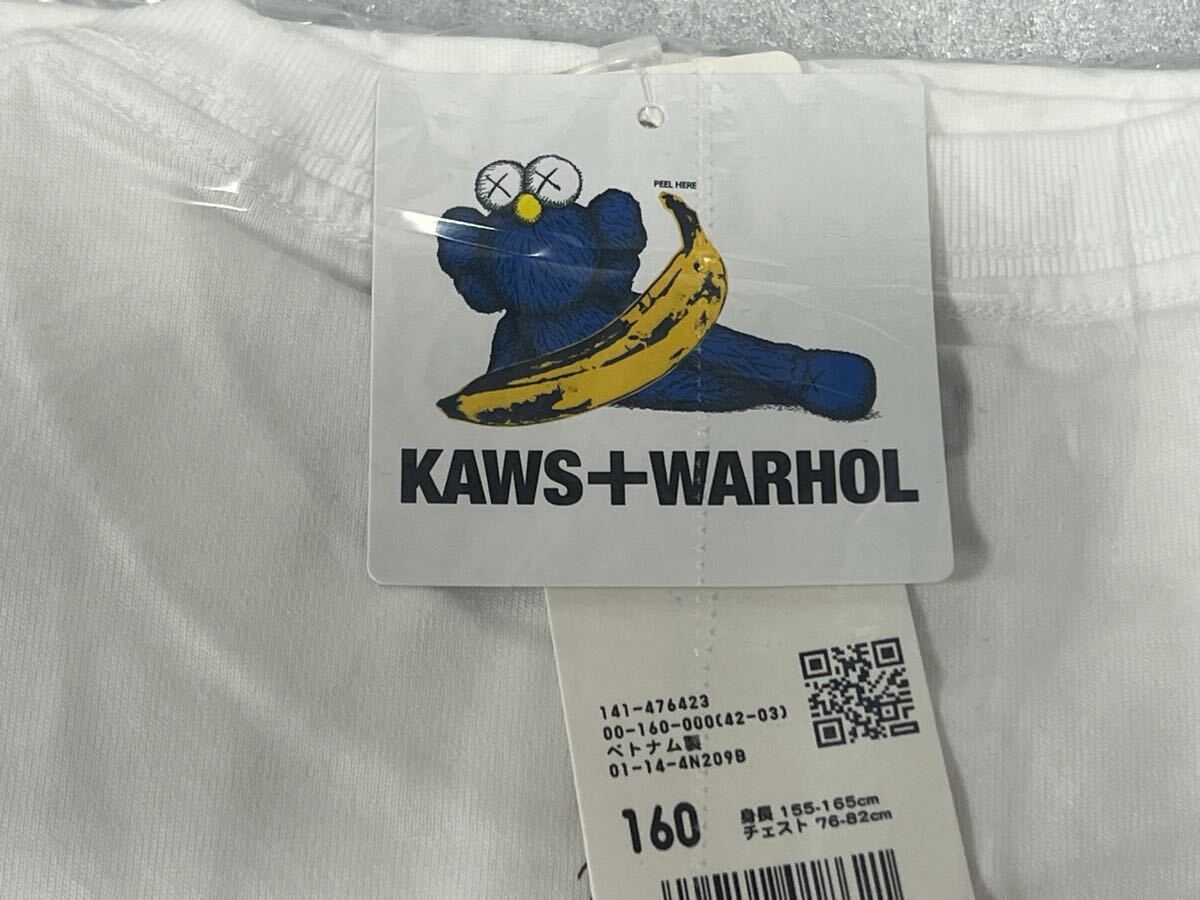 PEEL HERE
KAWS+WARHOL
141-476423
00-160-000(42-03)
ベトナム製
01-14-4N209B
160
身長 155-165cm
チェスト 76-82cm